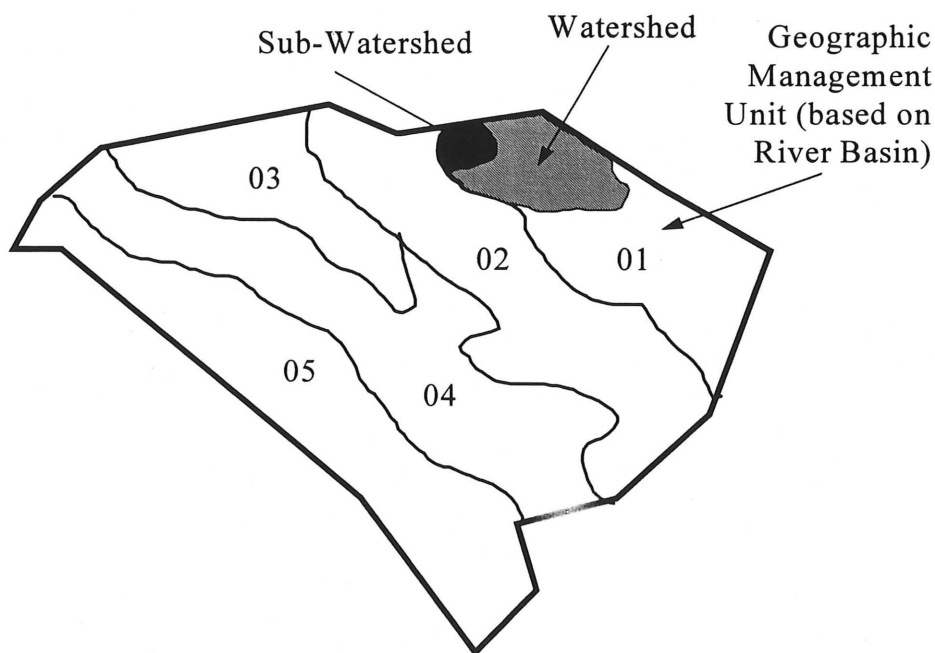 Sub-Watershed
Watershed
Geographic
Management
Unit (based on
River Basin)
03
02
01
05
04